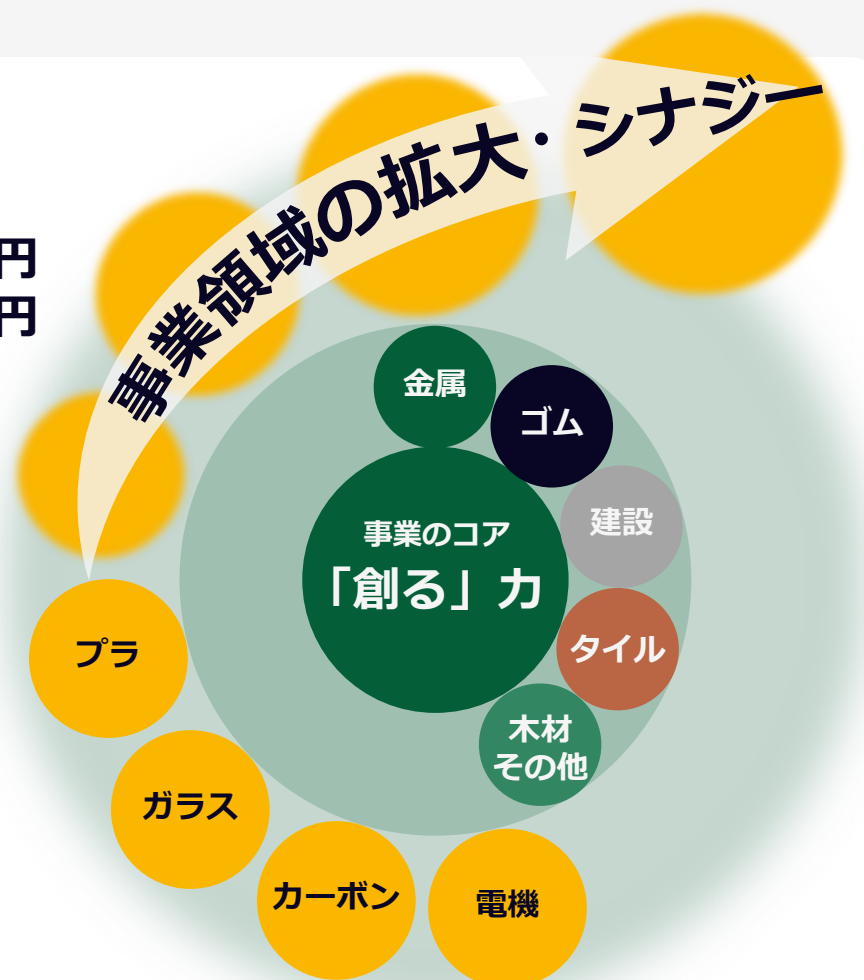 事業領域の拡大・シナジー
円
円
金属
ゴム
建設
事業のコア
「創る」力
タイル
プラ
木材
その他
ガラス
カーボン
電機